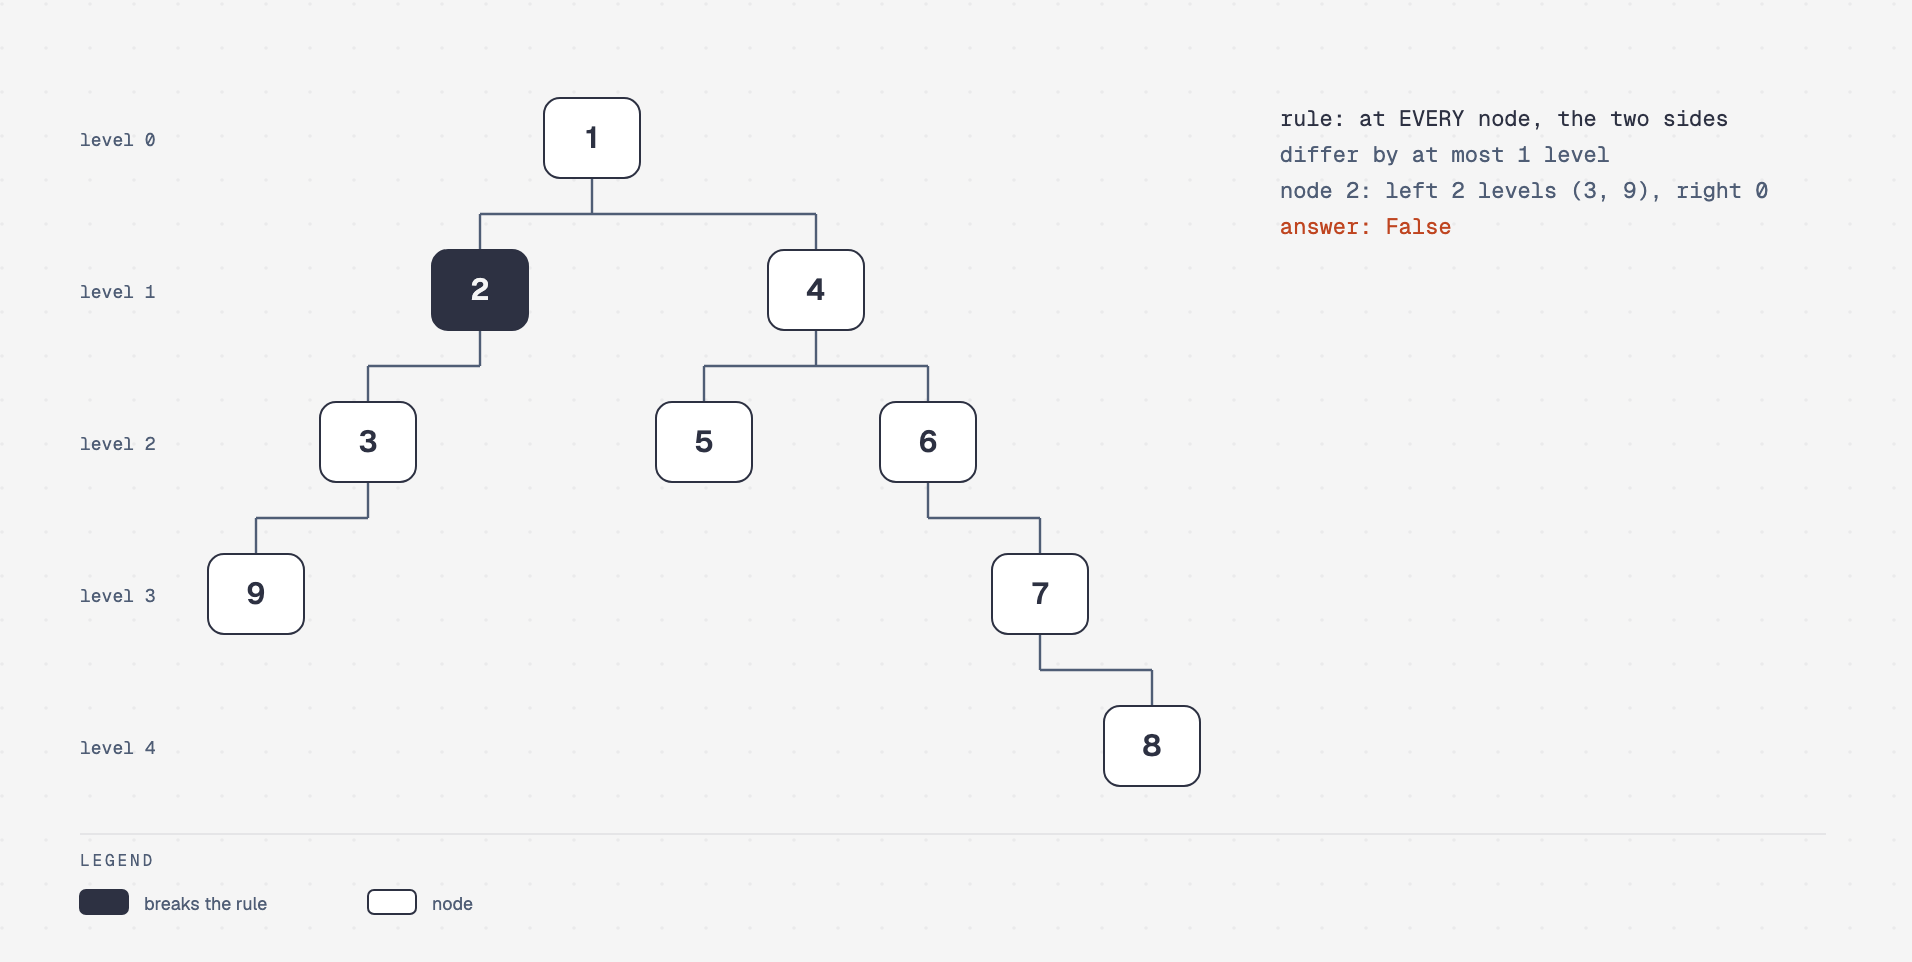 rule: at EVERY node, the two sides
differ by at most 1 level
node 2: left 2 levels (3, 9), right 0
answer: False
level 0
1
level 1
2
4
level 2
3
5
6
level 3
9
7
level 4
8
LEGEND
breaks the rule
node